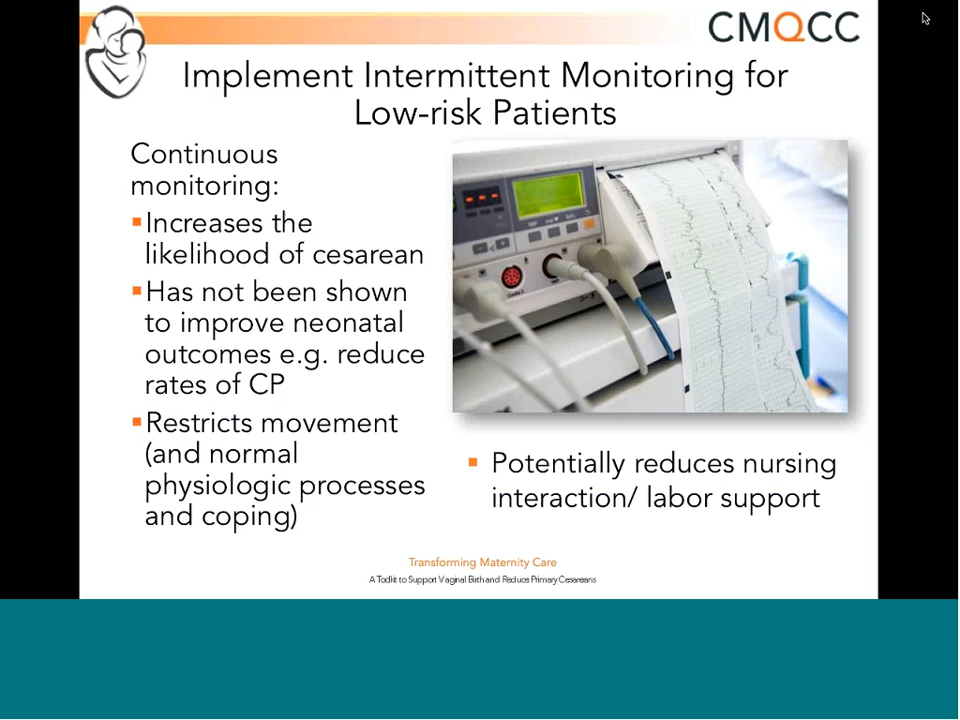 CMQCC
Implement Intermittent Monitoring for
Low-risk Patients
Continuous
monitoring:
Increases the
likelihood of cesarean
Has not been shown
to improve neonatal
outcomes e.g. reduce
rates of CP
Restricts movement
(and normal
physiologic processes
and coping)
Potentially reduces nursing
interaction/ labor support
Transforming Maternity Care
A Toolkit to Support Vaginal Birth and Reduce Primary Cesareans